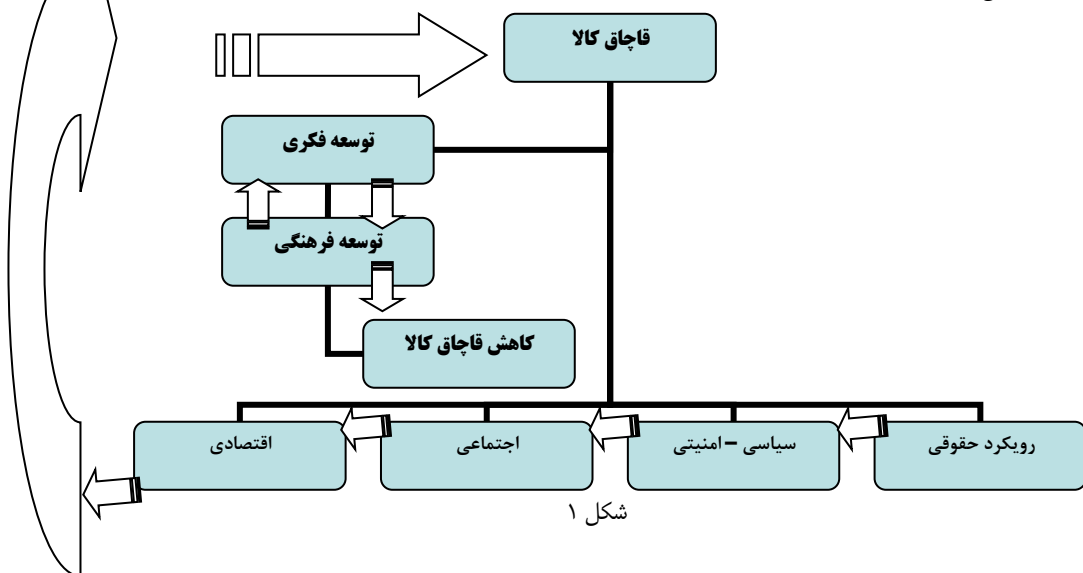 قاچاق کالا
توسعه فکری
توسعه فرهنگی
کاهش قاچاق کالا
رویکرد حقوقی
سیاسی – امنیتی
اجتماعی
اقتصادی
شکل ۱